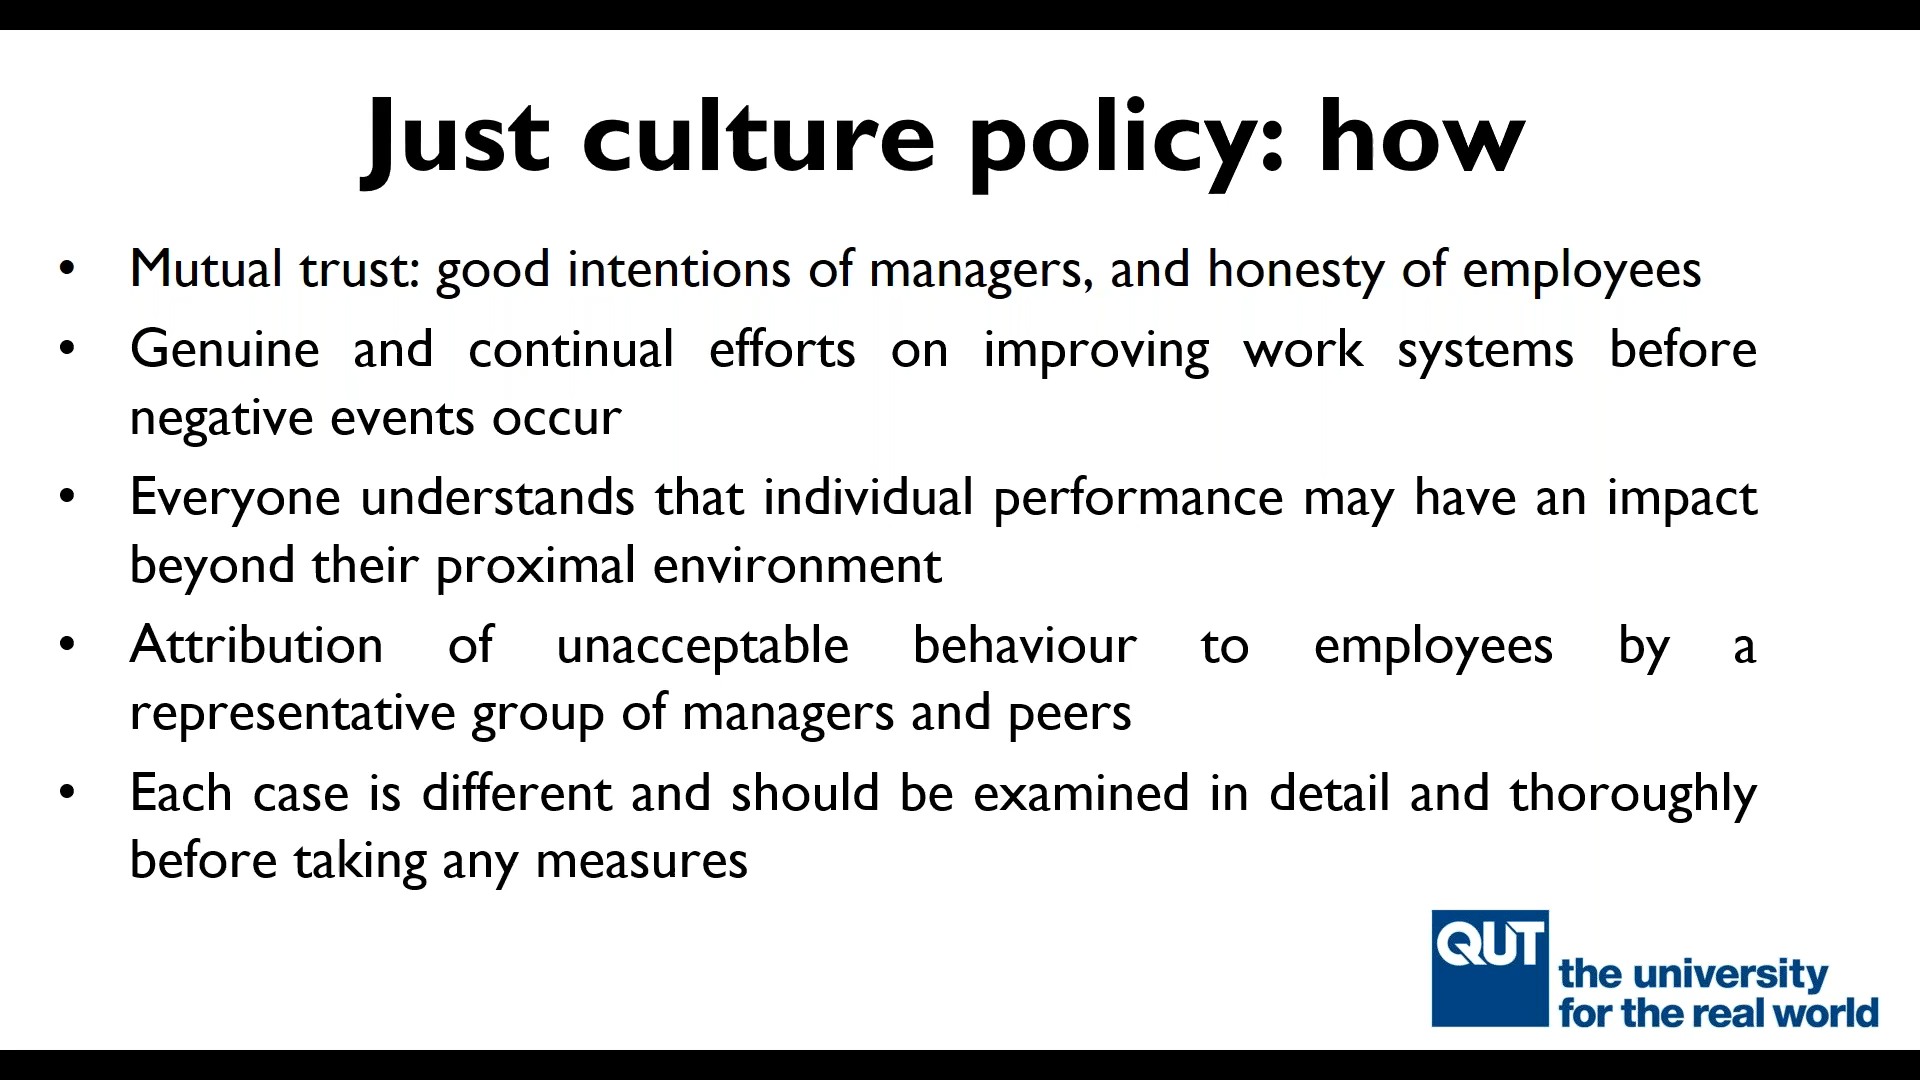 Just culture policy: how
• Mutual trust: good intentions of managers, and honesty of employees
• Genuine and continual efforts on improving work systems before
negative events occur
• Everyone understands that individual performance may have an impact
beyond their proximal environment
• Attribution of unacceptable behaviour to employees by a
representative group of managers and peers
• Each case is different and should be examined in detail and thoroughly
before taking any measures
QUT
the university
for the real world